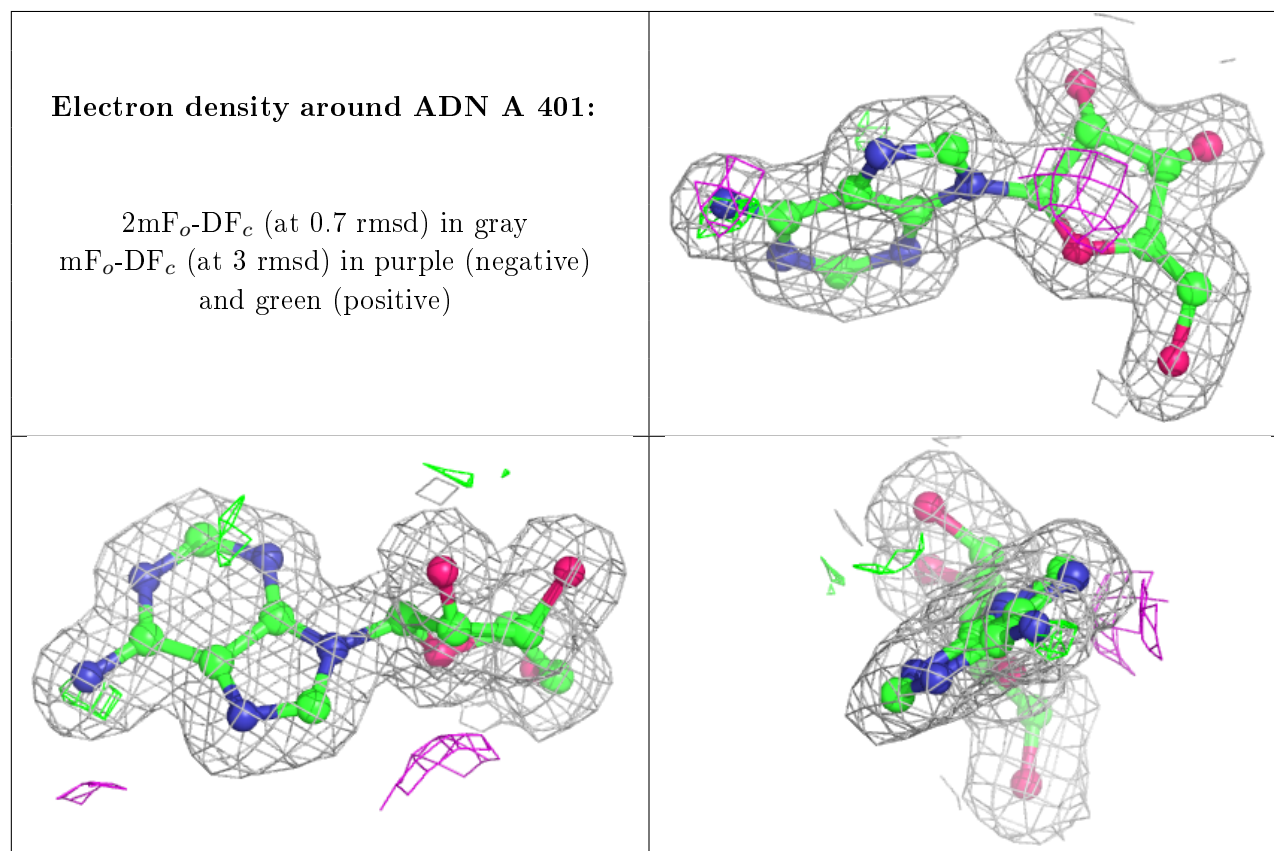 Electron density around ADN A 401:
2mFo-DFc (at 0.7 rmsd) in gray
mFo-DFc (at 3 rmsd) in purple (negative)
and green (positive)